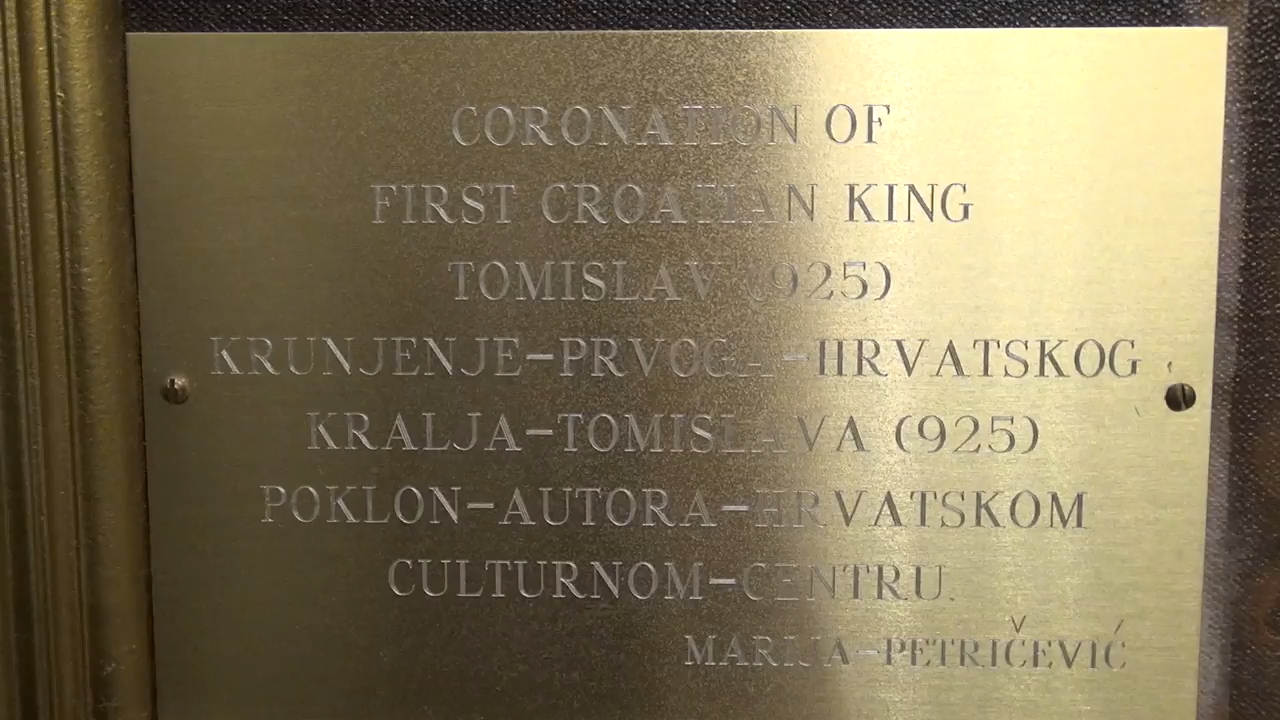 CORONATION OF
FIRST CROATIAN KING
TOMISLAV (925)
KRUNJENJE-PRVOGA-HRVATSKOG
KRALJA-TOMISLAVA (925)
POKLON-AUTORA-HRVATSKOM
CULTURNOM-CENTRU.
MARIJA-PETRIČEVIĆ